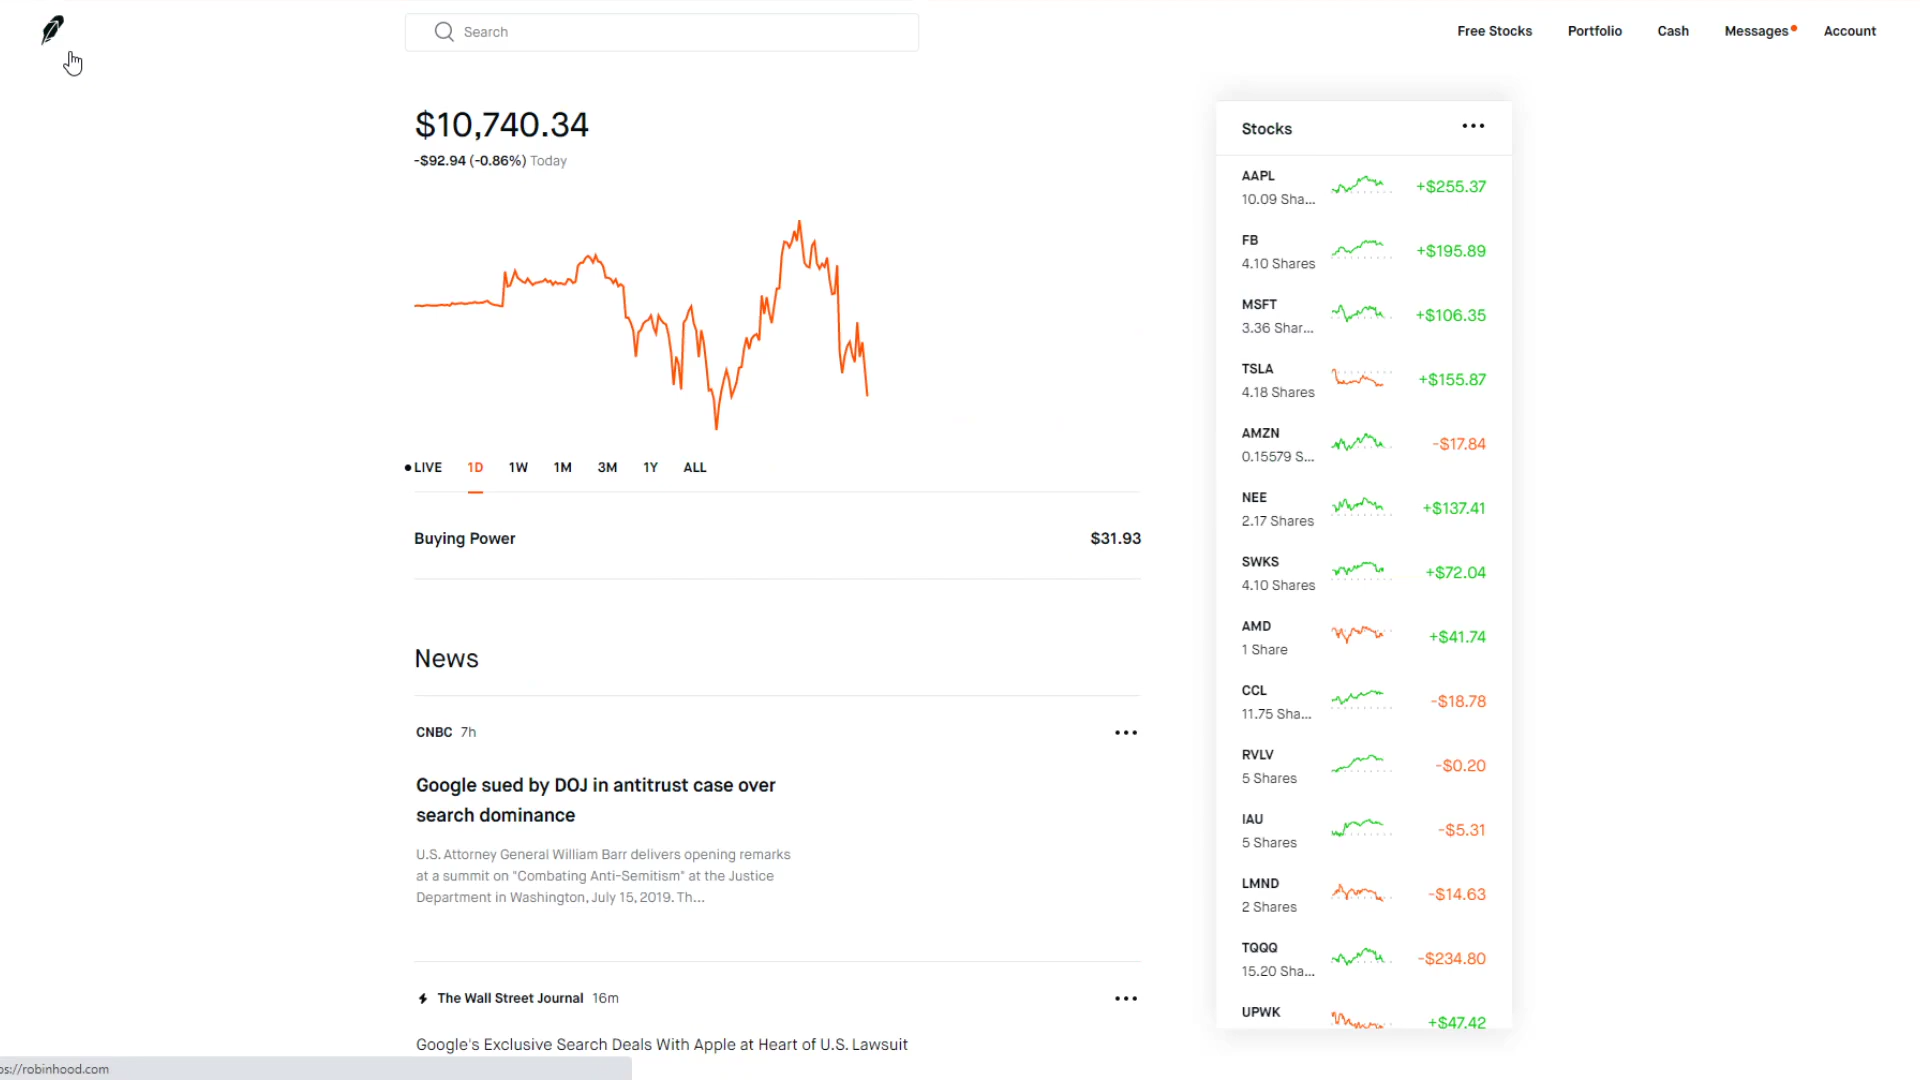 Search
Free Stocks
Portfolio
Cash
Messages
Account
$10,740.34
-$92.94 (-0.86%) Today
LIVE
1D
1W
1M
3M
1Y
ALL
Buying Power
$31.93
News
CNBC 7h
Google sued by DOJ in antitrust case over
search dominance
U.S. Attorney General William Barr delivers opening remarks
at a summit on "Combating Anti-Semitism" at the Justice
Department in Washington, July 15, 2019. Th...
The Wall Street Journal 16m
Google's Exclusive Search Deals With Apple at Heart of U.S. Lawsuit
Stocks
AAPL
10.09 Sha...
+$255.37
FB
4.10 Shares
+$195.89
MSFT
3.36 Shar...
+$106.35
TSLA
4.18 Shares
+$155.87
AMZN
0.15579 S...
-$17.84
NEE
2.17 Shares
+$137.41
SWKS
4.10 Shares
+$72.04
AMD
1 Share
+$41.74
CCL
11.75 Sha...
-$18.78
RVLV
5 Shares
-$0.20
IAU
5 Shares
-$5.31
LMND
2 Shares
-$14.63
TQQQ
15.20 Sha...
-$234.80
UPWK
+$47.42
ps://robinhood.com